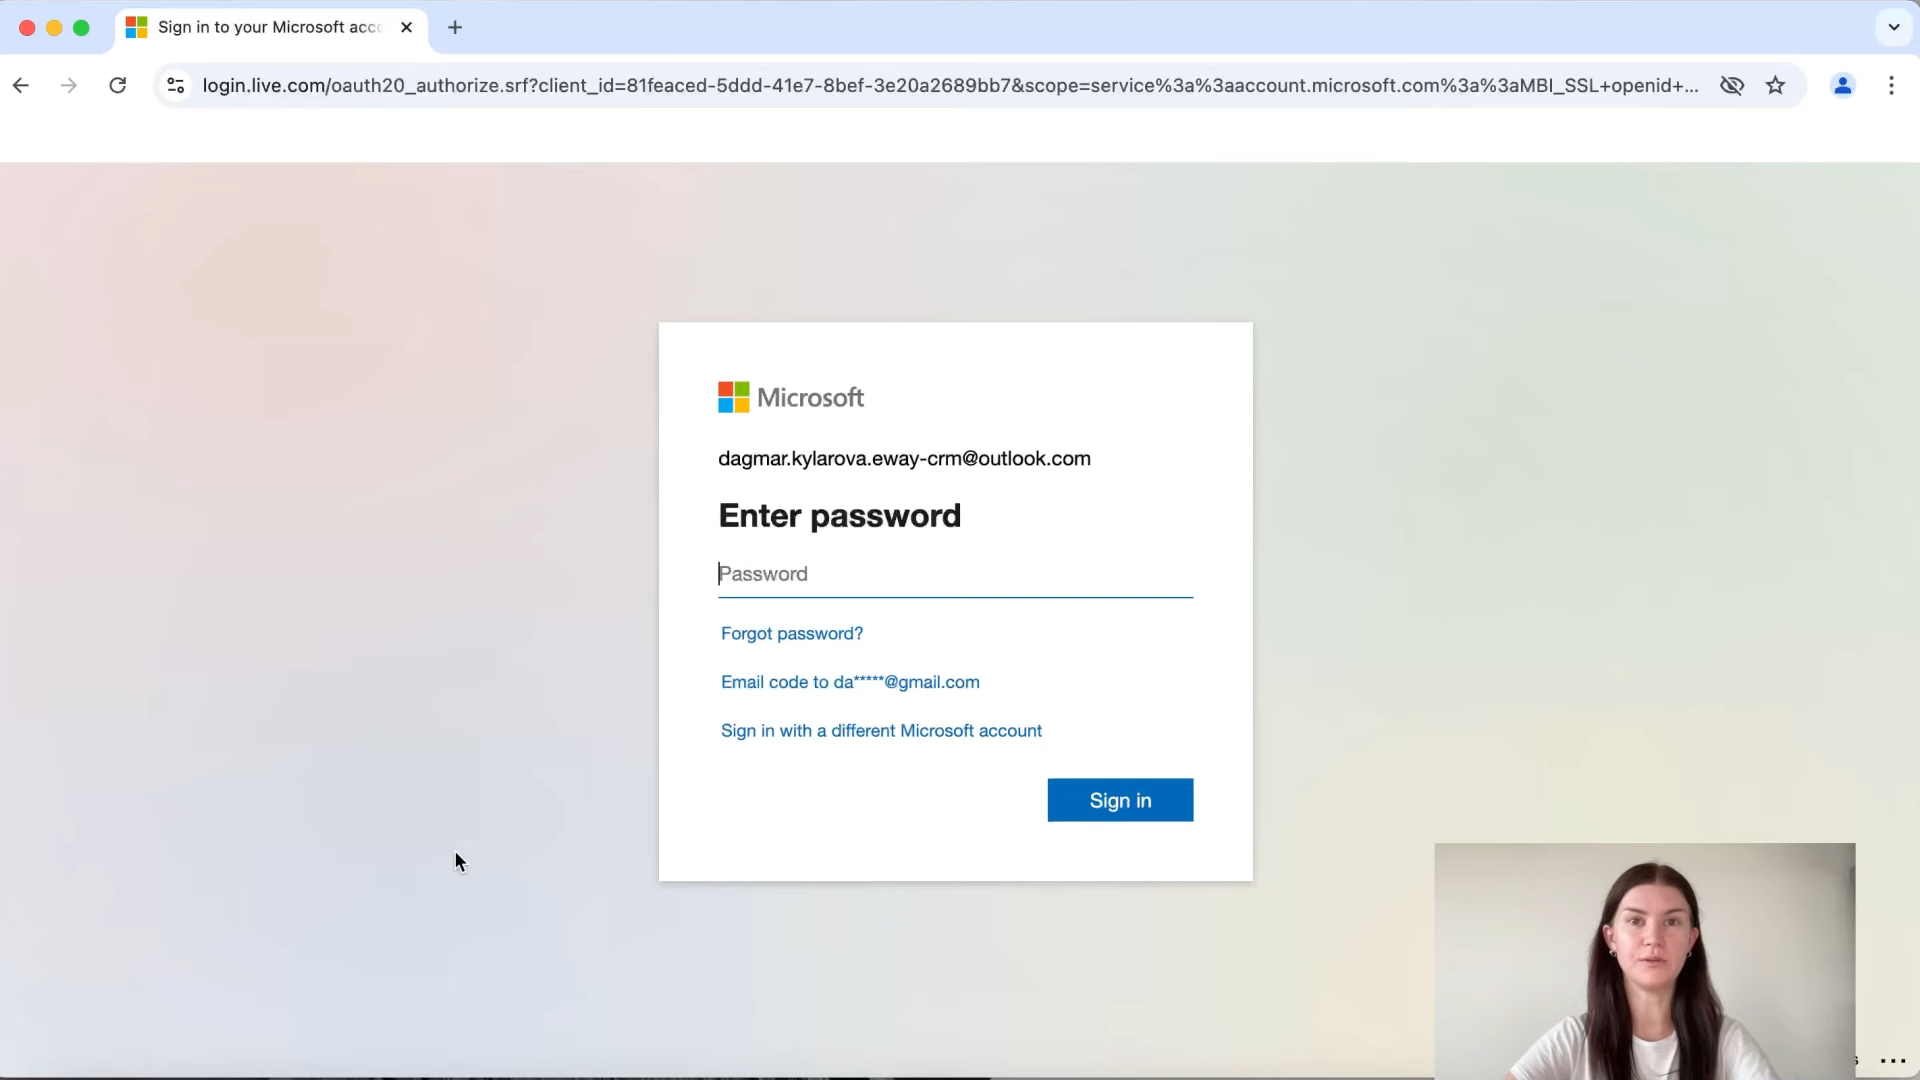 Sign in to your Microsoft acc
login.live.com/oauth20_authorize.srf?client_id=81feaced-5ddd-41e7-8bef-3e20a2689bb7&scope=service%3a%3aaccount.microsoft.com%3a%3aMBI_SSL+openid+...
Microsoft
dagmar.kylarova.eway-crm@outlook.com
Enter password
Password
Forgot password?
Email code to da*****@gmail.com
Sign in with a different Microsoft account
Sign in